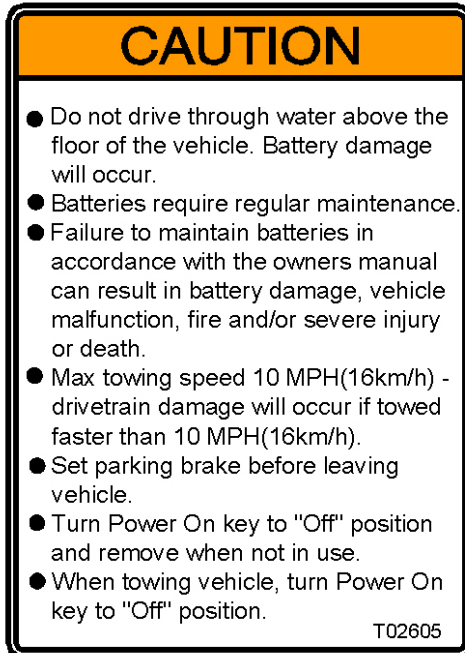 CAUTION
● Do not drive through water above the
floor of the vehicle. Battery damage
will occur.
● Batteries require regular maintenance.
● Failure to maintain batteries in
accordance with the owners manual
can result in battery damage, vehicle
malfunction, fire and/or severe injury
or death.
● Max towing speed 10 MPH(16km/h) -
drivetrain damage will occur if towed
faster than 10 MPH(16km/h).
● Set parking brake before leaving
vehicle.
● Turn Power On key to "Off" position
and remove when not in use.
● When towing vehicle, turn Power On
key to "Off" position.
T02605